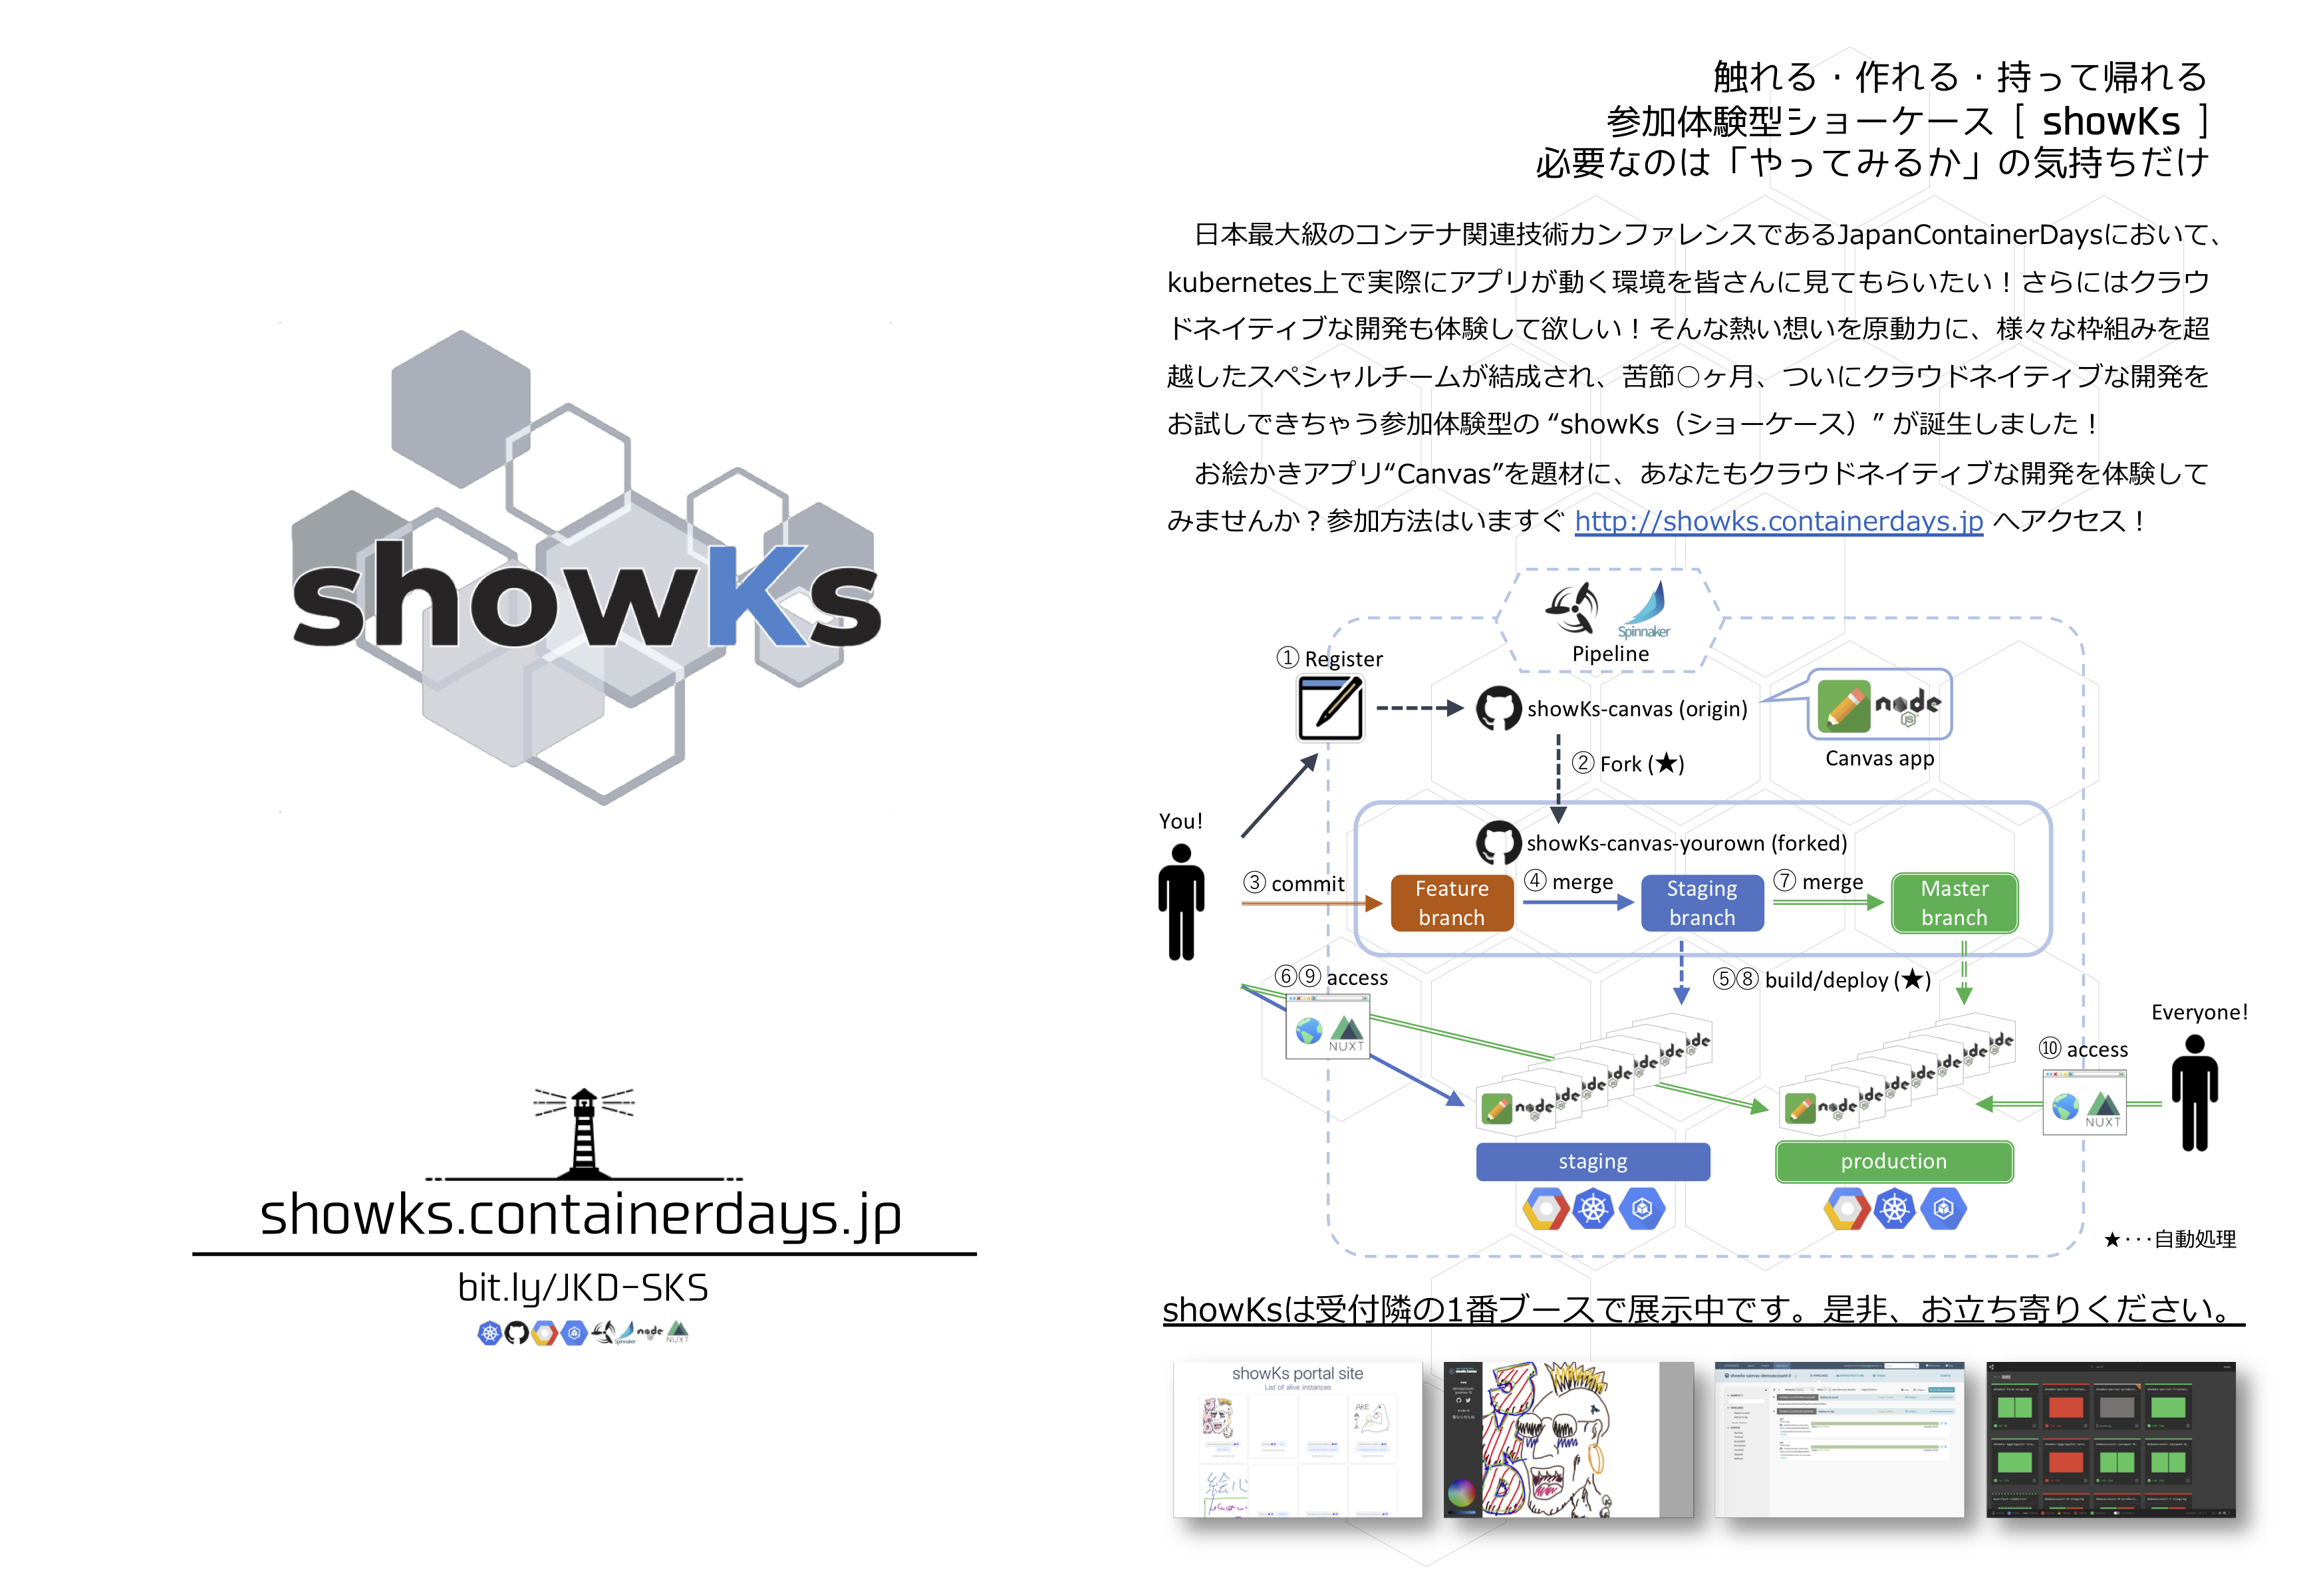 showKs
showks.containerdays.jp
bit.ly/JKD-SKS
Spinnaker
node
NUXT
触れる・作れる・持って帰れる
参加体験型ショーケース [ showKs ]
必要なのは「やってみるか」の気持ちだけ
日本最大級のコンテナ関連技術カンファレンスであるJapanContainerDaysにおいて、
kubernetes上で実際にアプリが動く環境を皆さんに見てもらいたい！さらにはクラウ
ドネイティブな開発も体験して欲しい！そんな熱い想いを原動力に、様々な枠組みを超
越したスペシャルチームが結成され、苦節○ヶ月、ついにクラウドネイティブな開発を
お試しできちゃう参加体験型の “showKs（ショーケース）” が誕生しました！
お絵かきアプリ“Canvas”を題材に、あなたもクラウドネイティブな開発を体験して
みませんか？参加方法はいますぐ http://showks.containerdays.jp へアクセス！
Spinnaker
Pipeline
① Register
showKs-canvas (origin)
node
JS
Canvas app
② Fork (★)
You!
showKs-canvas-yourown (forked)
③ commit
Feature
branch
④ merge
Staging
branch
⑦ merge
Master
branch
⑥⑨ access
NUXT
⑤⑧ build/deploy (★)
Everyone!
⑩ access
NUXT
node
node
staging
production
★･･･自動処理
showKsは受付隣の1番ブースで展示中です。是非、お立ち寄りください。
showKs portal site
List of alive instances
AKE
絵心